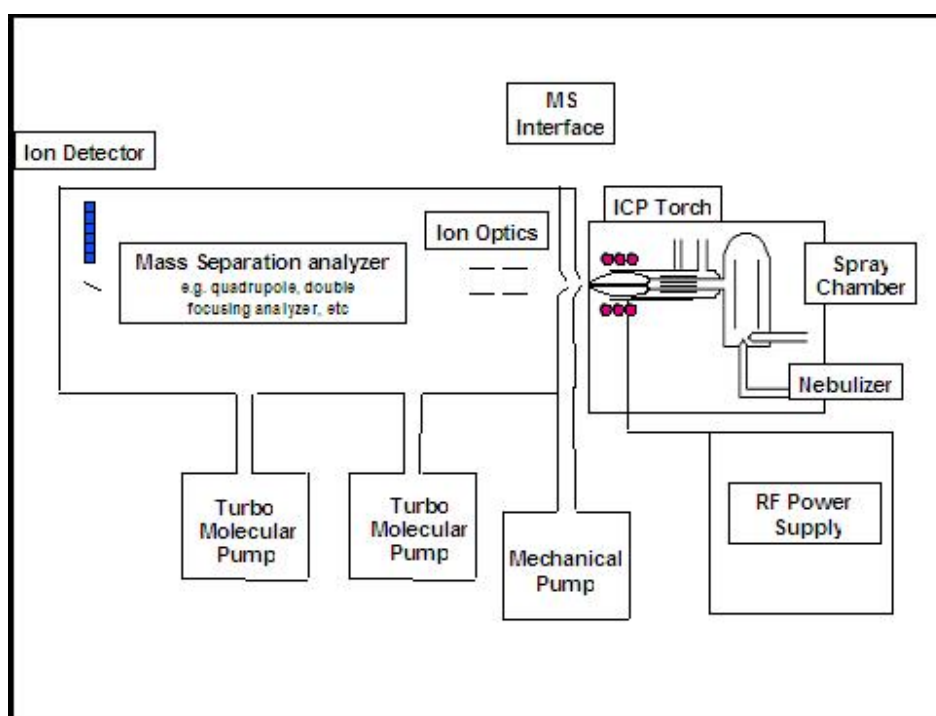 MS
Interface
Ion Detector
ICP Torch
Ion Optics
Mass Separation analyzer
e.g. quadrupole, double
focusing analyzer, etc
Spray
Chamber
Nebulizer
Turbo
Molecular
Pump
Turbo
Molecular
Pump
Mechanical
Pump
RF Power
Supply